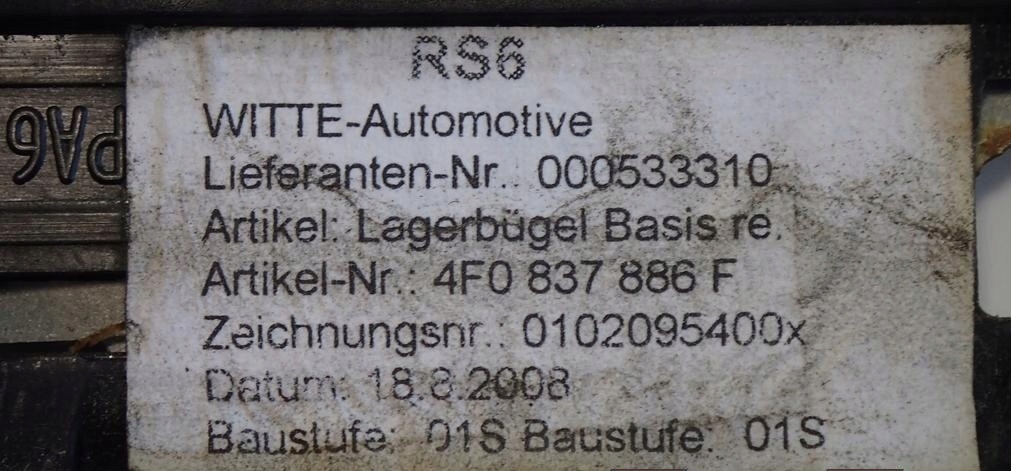 RS6
WITTE-Automotive
Lieferanten-Nr.: 000533310
Artikel: Lagerbügel Basis re.
Artikel-Nr.: 4F0 837 886 F
Zeichnungsnr.: 0102095400x
Datum: 18.8.2008
Baustufe: 01S Baustufe: 01S
PA6